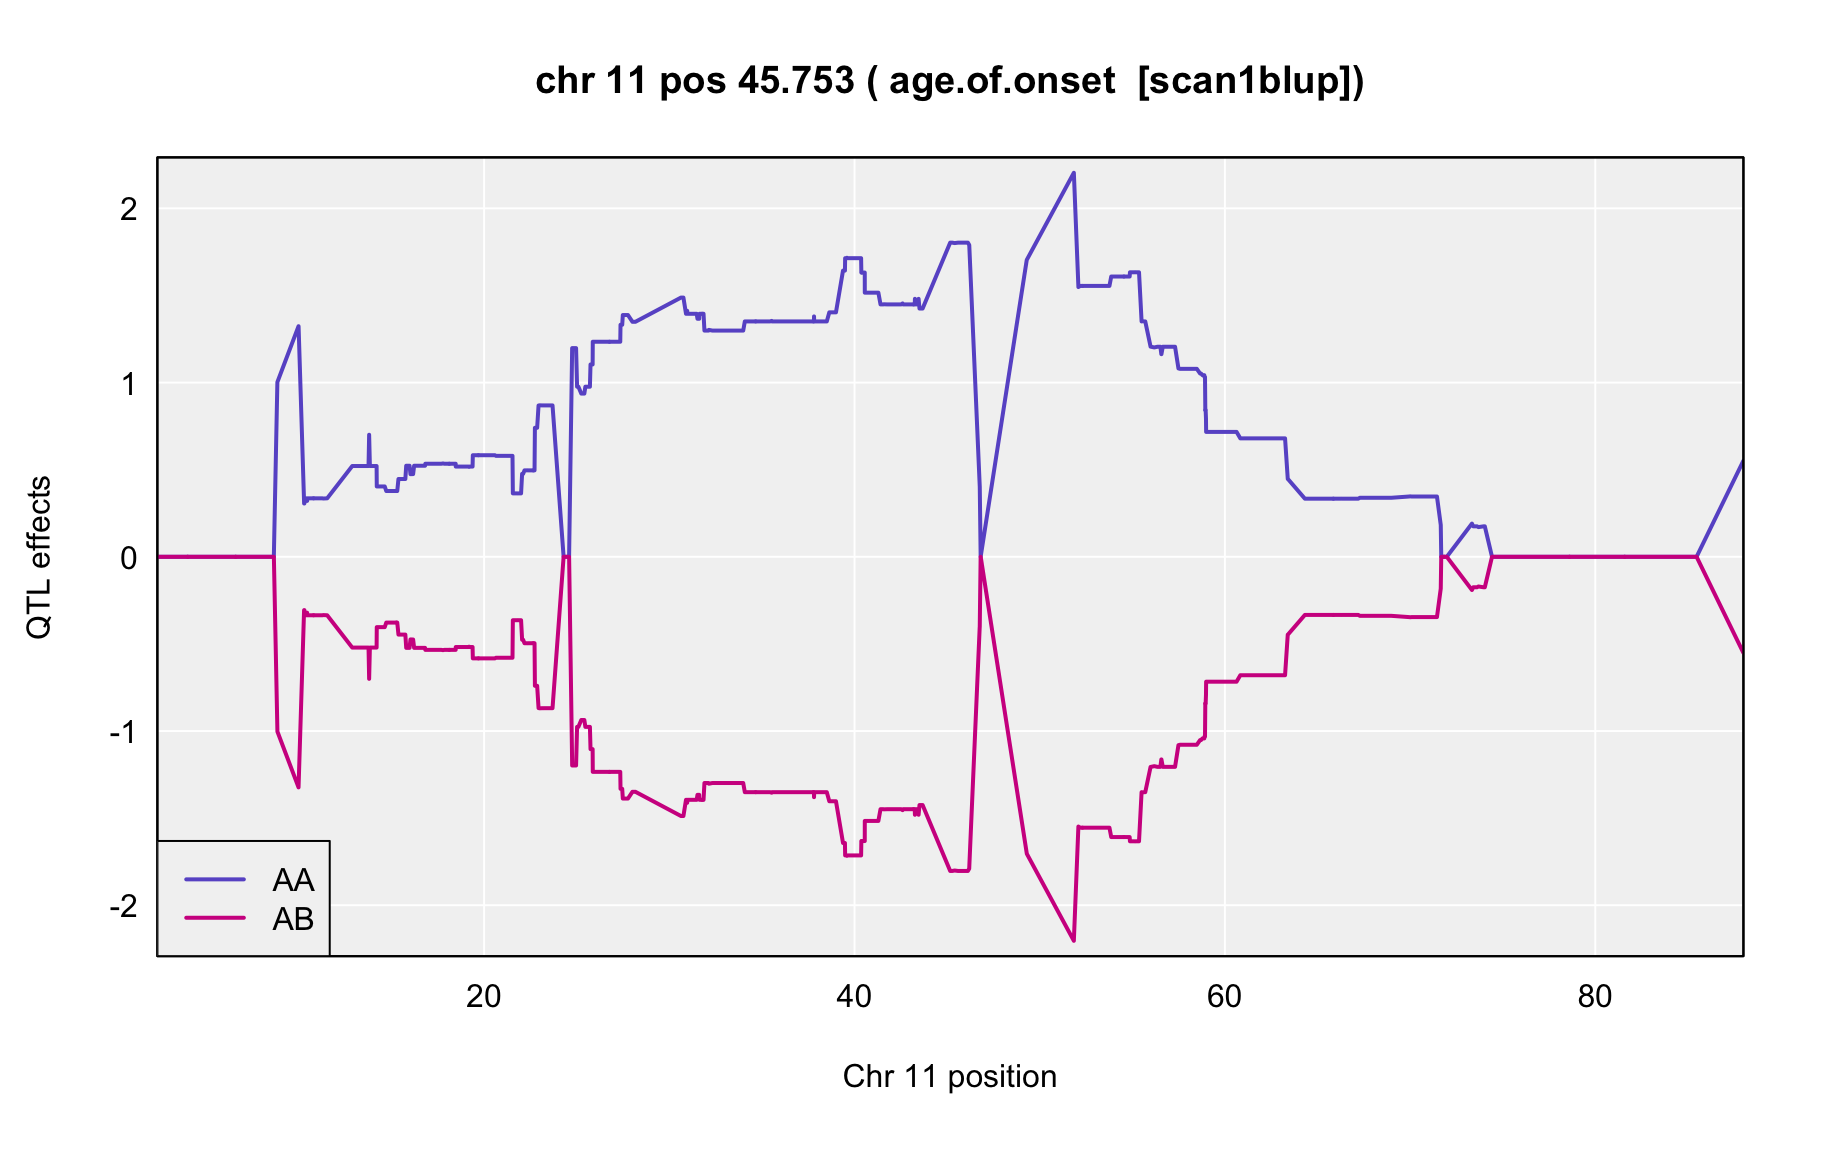 chr 11 pos 45.753 ( age.of.onset  [scan1blup])
QTL effects
2
1
0
-1
-2
AA
AB
20 40 60 80
Chr 11 position